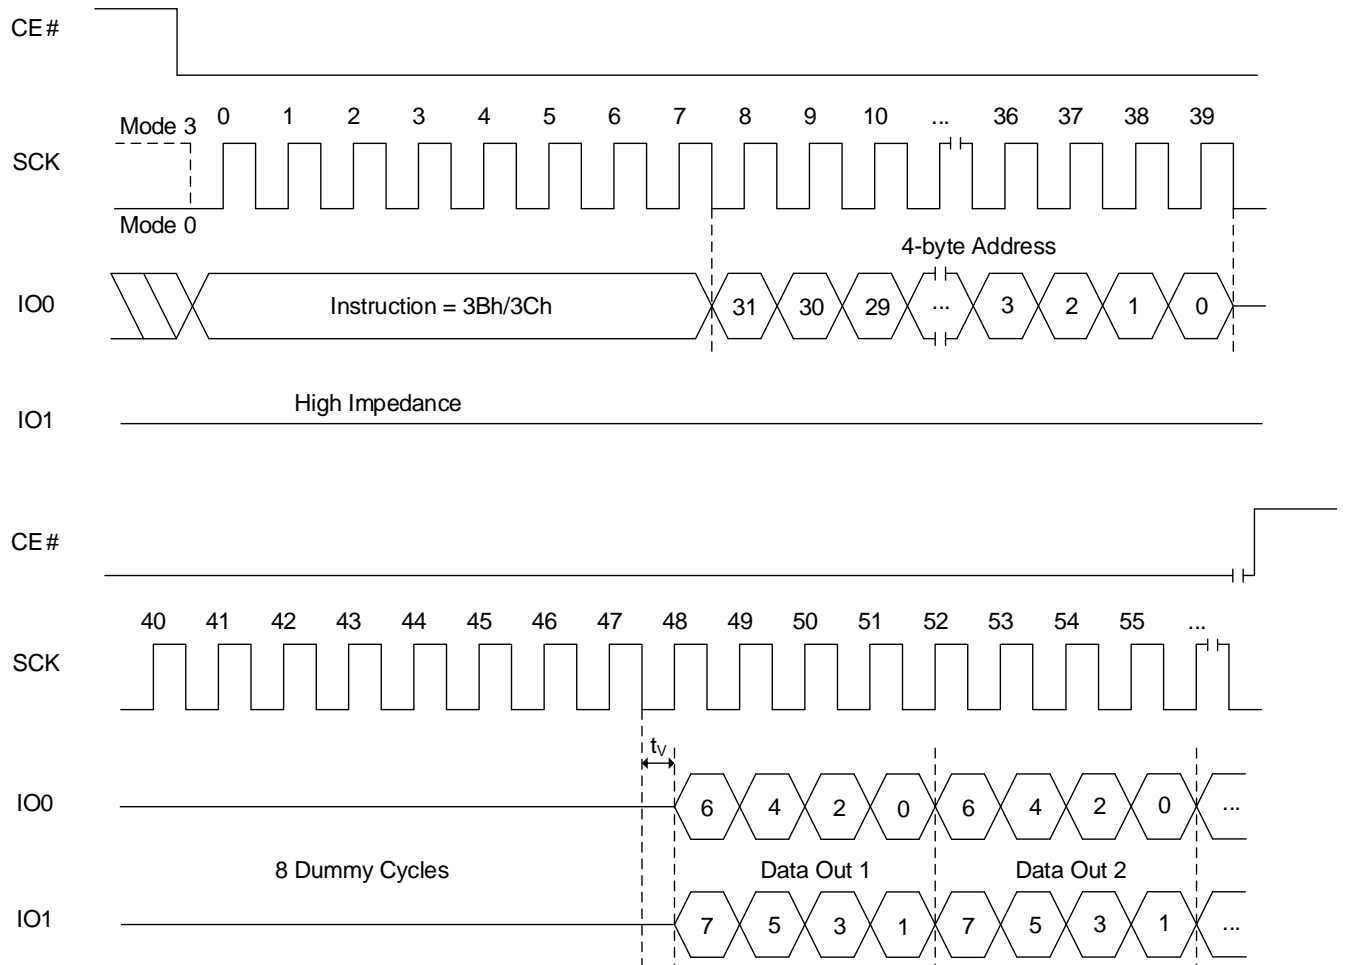 CE#
0 1 2 3 4 5 6 7 8 9 10 ... 36 37 38 39
Mode 3
SCK
Mode 0
4-byte Address
IO0 Instruction = 3Bh/3Ch 31 30 29 ... 3 2 1 0
High Impedance
IO1
CE#
40 41 42 43 44 45 46 47 48 49 50 51 52 53 54 55 ...
SCK
tV
IO0 6 4 2 0 6 4 2 0 ...
8 Dummy Cycles Data Out 1 Data Out 2
IO1 7 5 3 1 7 5 3 1 ...